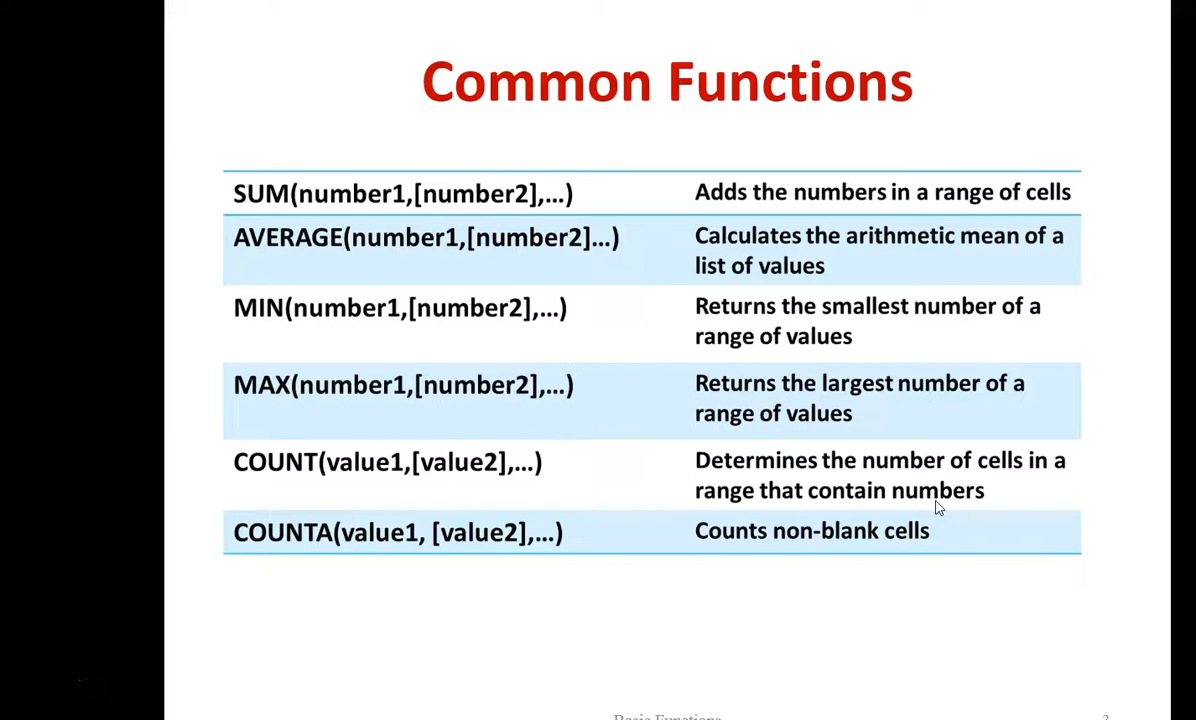 Common Functions
SUM(number1,[number2],...) Adds the numbers in a range of cells
AVERAGE(number1,[number2]...) Calculates the arithmetic mean of a
list of values
MIN(number1,[number2],...) Returns the smallest number of a
range of values
MAX(number1,[number2],...) Returns the largest number of a
range of values
COUNT(value1,[value2],...) Determines the number of cells in a
range that contain numbers
COUNTA(value1, [value2],...) Counts non-blank cells